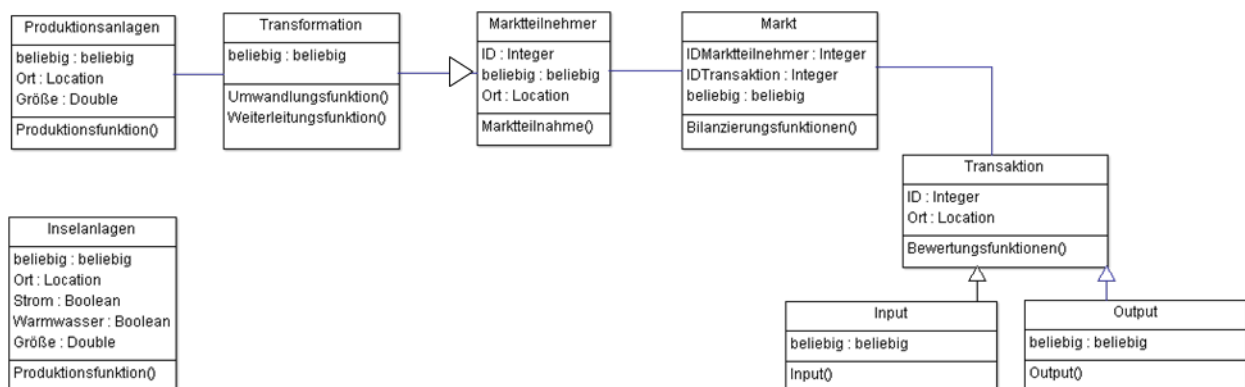 Produktionsanlagen
beliebig : beliebig
Ort : Location
Größe : Double
Produktionsfunktion()
Transformation
beliebig : beliebig
Umwandlungsfunktion()
Weiterleitungsfunktion()
Marktteilnehmer
ID : Integer
beliebig : beliebig
Ort : Location
Marktteilnahme()
Markt
IDMarktteilnehmer : Integer
IDTransaktion : Integer
beliebig : beliebig
Bilanzierungsfunktionen()
Transaktion
ID : Integer
Ort : Location
Bewertungsfunktionen()
Inselanlagen
beliebig : beliebig
Ort : Location
Strom : Boolean
Warmwasser : Boolean
Größe : Double
Produktionsfunktion()
Input
beliebig : beliebig
Input()
Output
beliebig : beliebig
Output()